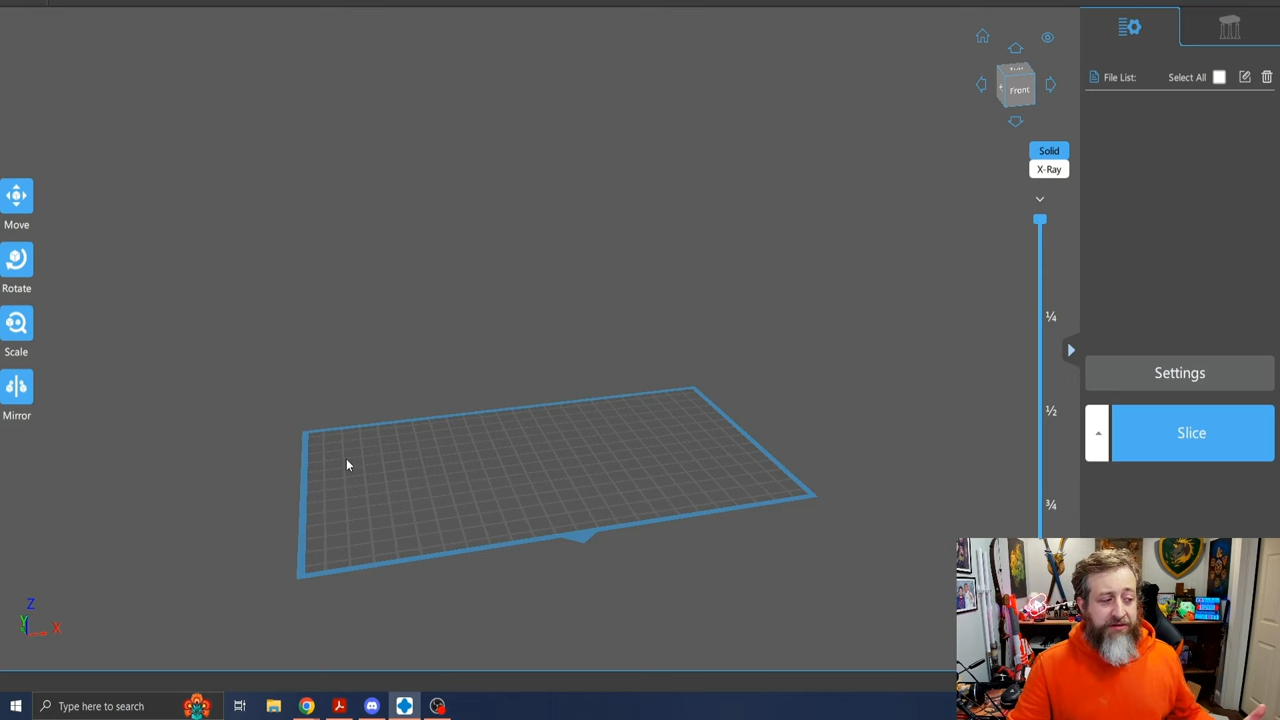 Front
Solid
X-Ray
File List:
Select All
Move
Rotate
Scale
Mirror
¼
½
¾
Settings
Slice
Z
Y
X
Type here to search